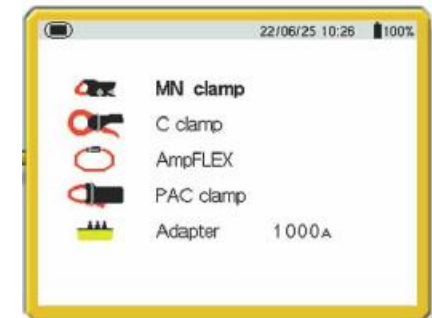 22/06/25 10:26 100%
MN clamp
C clamp
AmpFLEX
PAC clamp
Adapter 1000A